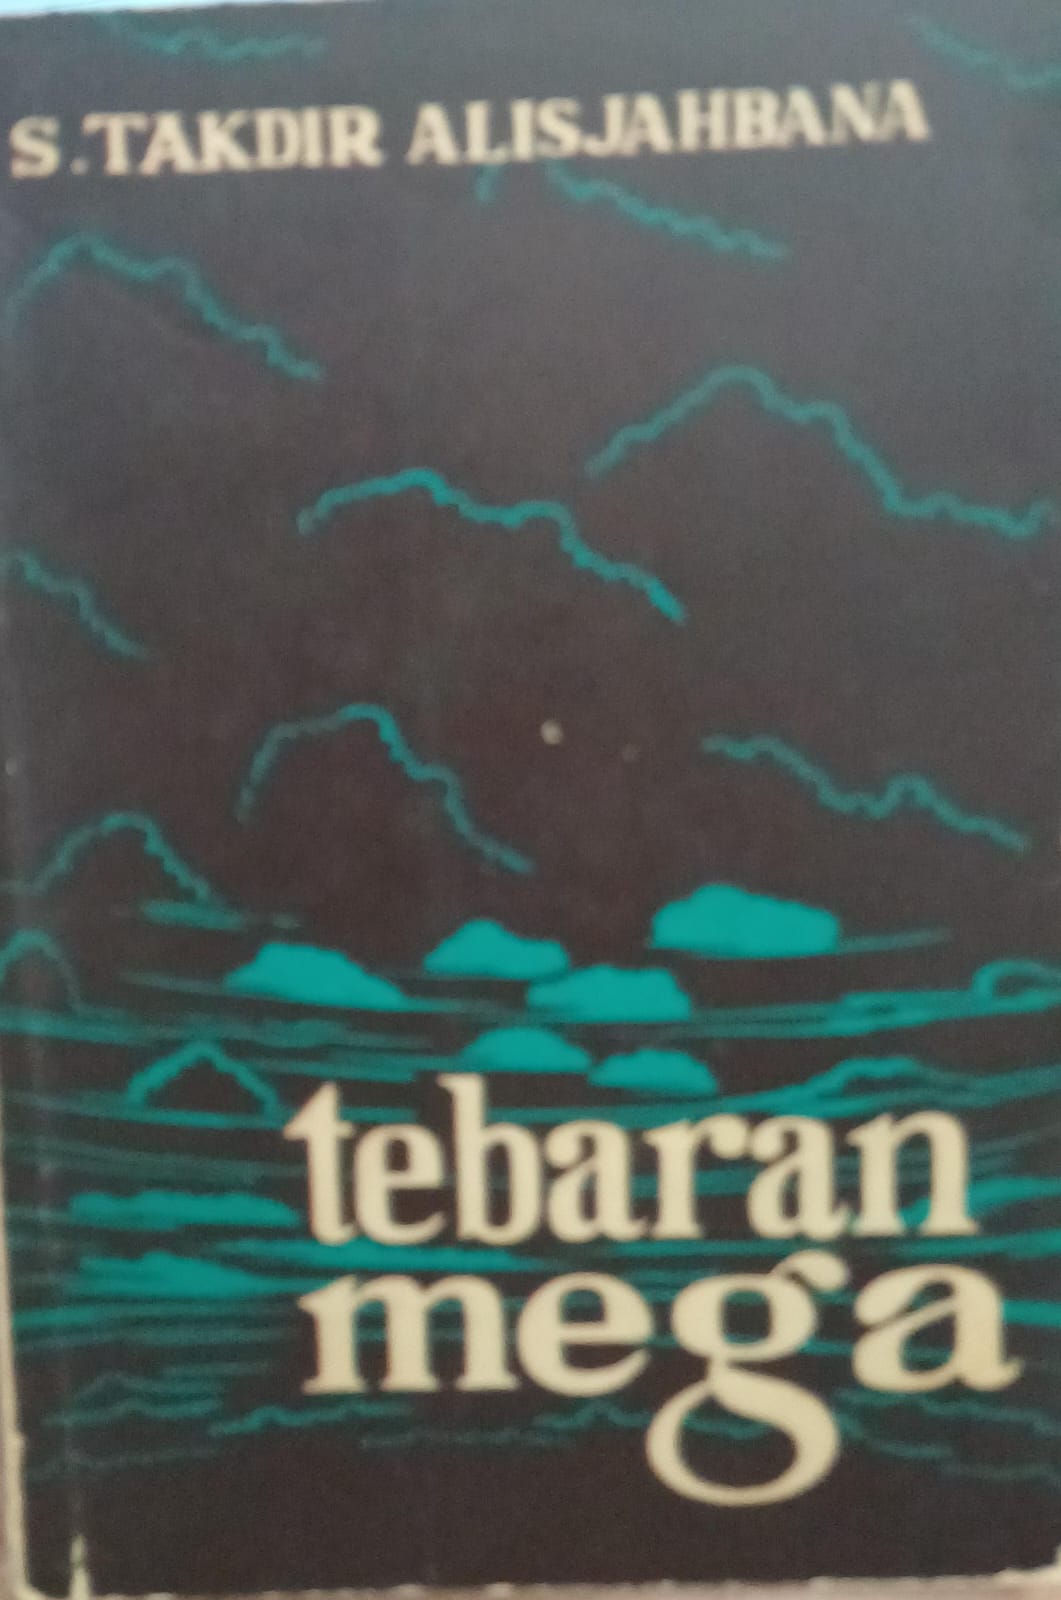 S. TAKDIR ALISJAHBANA
tebaran
mega